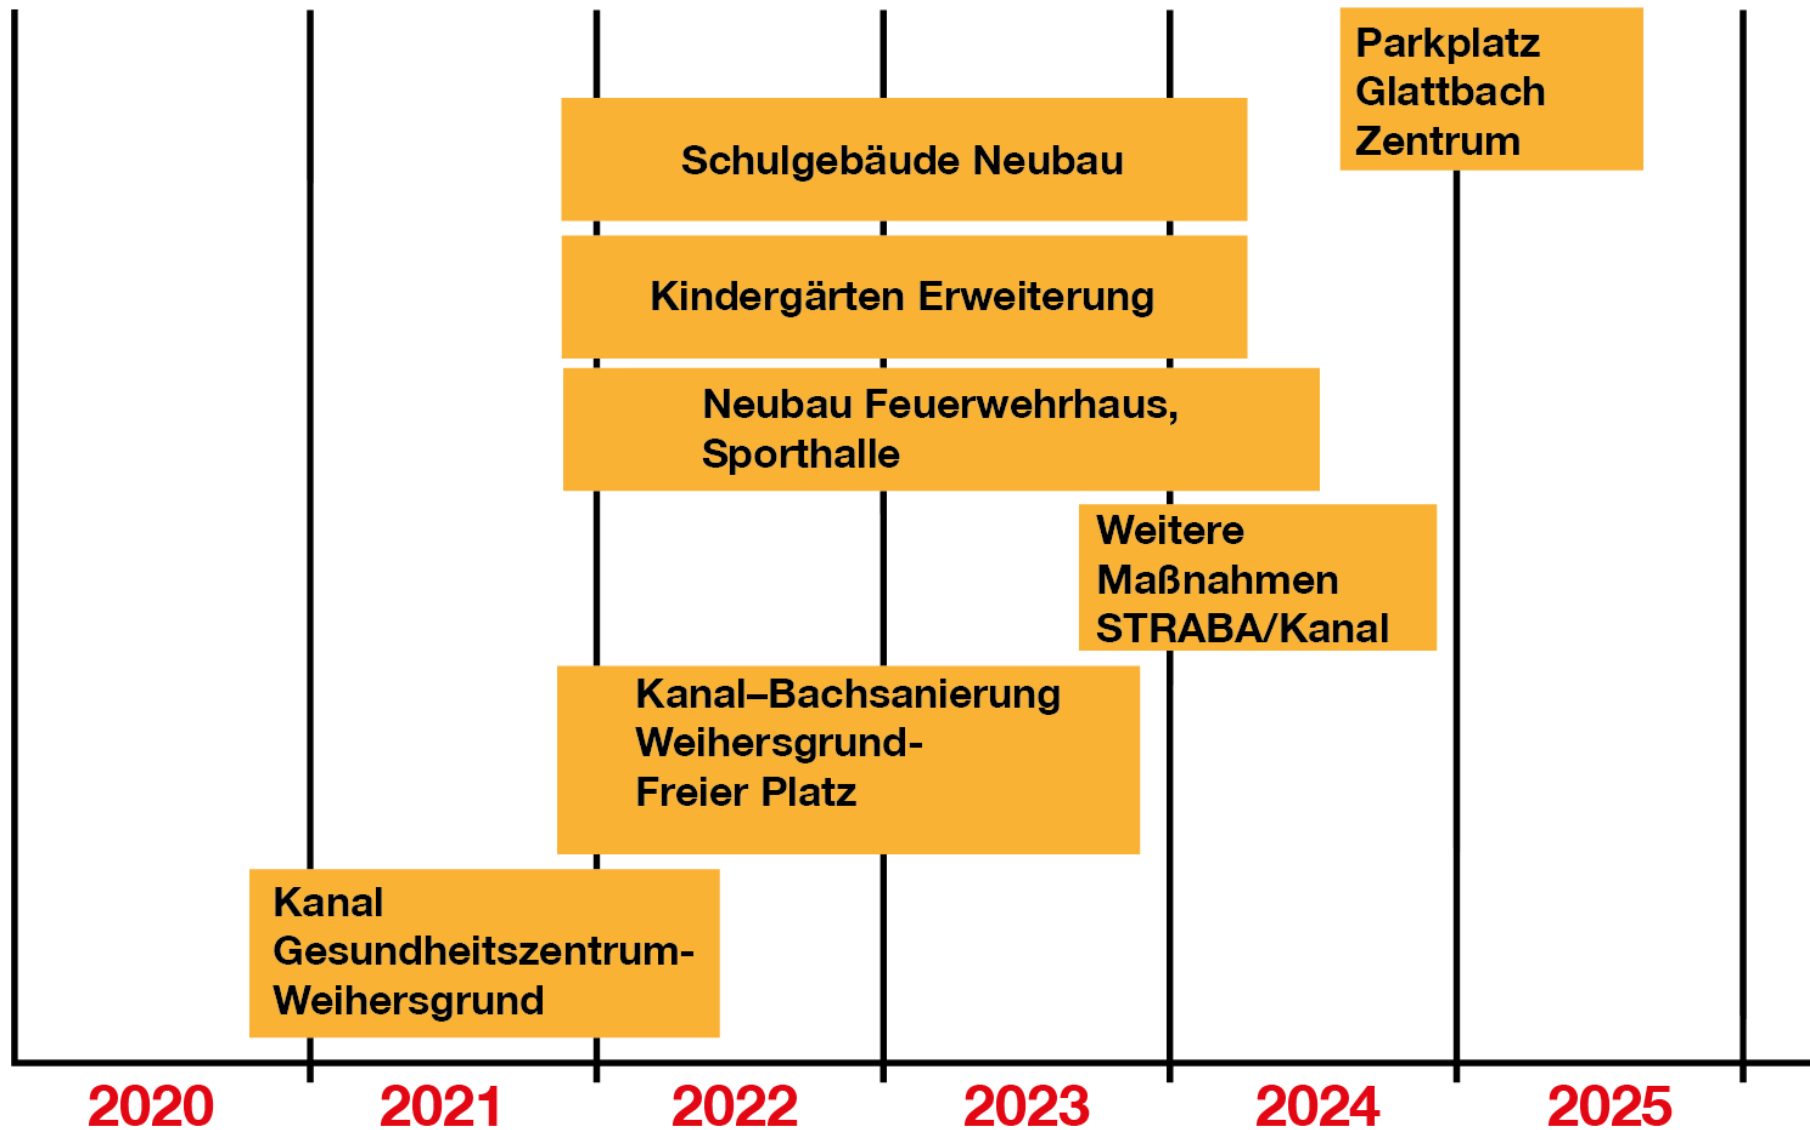 Parkplatz
Glattbach
Zentrum
Schulgebäude Neubau
Kindergärten Erweiterung
Neubau Feuerwehrhaus,
Sporthalle
Weitere
Maßnahmen
STRABA/Kanal
Kanal–Bachsanierung
Weihersgrund-
Freier Platz
Kanal
Gesundheitszentrum-
Weihersgrund
2020 2021 2022 2023 2024 2025